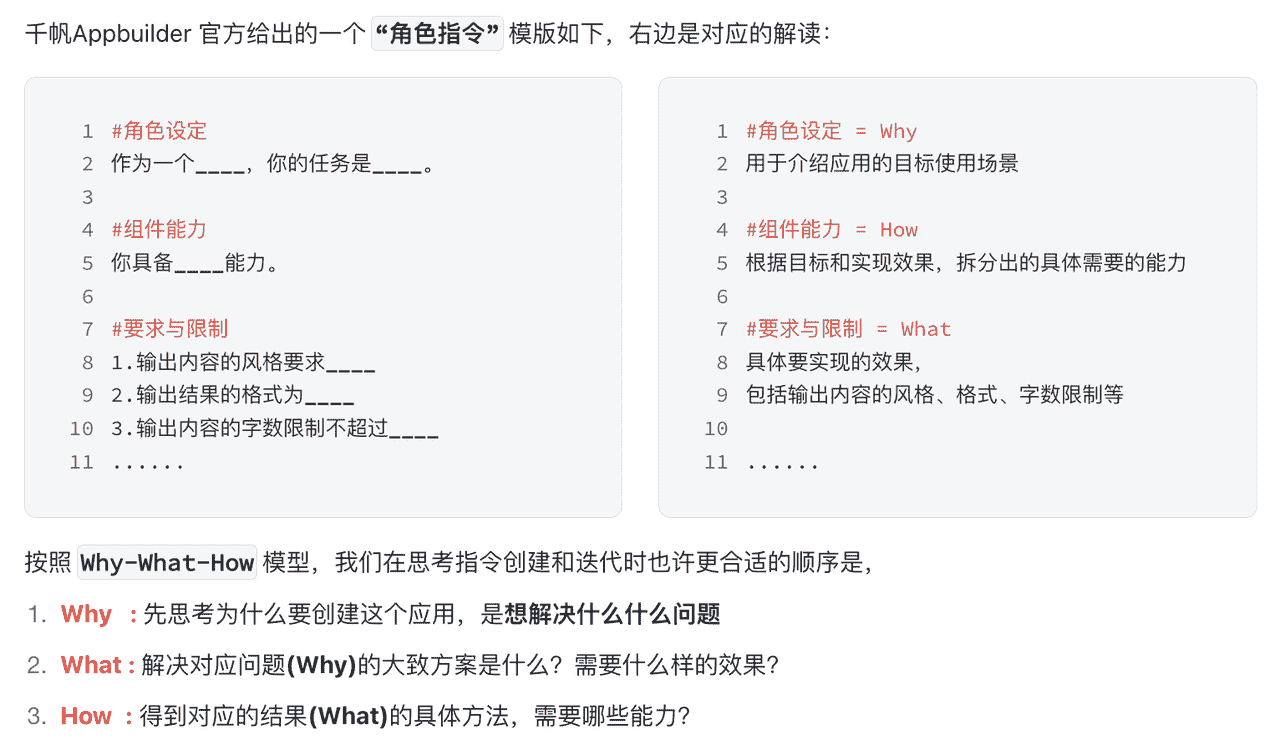 千帆Appbuilder 官方给出的一个 “角色指令” 模版如下，右边是对应的解读：
1 #角色设定
2 作为一个____，你的任务是____。
3
4 #组件能力
5 你具备____能力。
6
7 #要求与限制
8 1.输出内容的风格要求____
9 2.输出结果的格式为____
10 3.输出内容的字数限制不超过____
11 ......
1 #角色设定 = Why
2 用于介绍应用的目标使用场景
3
4 #组件能力 = How
5 根据目标和实现效果，拆分出的具体需要的能力
6
7 #要求与限制 = What
8 具体要实现的效果，
9 包括输出内容的风格、格式、字数限制等
10
11 ......
按照 Why-What-How 模型，我们在思考指令创建和迭代时也许更合适的顺序是，
1. Why ：先思考为什么要创建这个应用，是想解决什么什么问题
2. What：解决对应问题(Why)的大致方案是什么？需要什么样的效果？
3. How ：得到对应的结果(What)的具体方法，需要哪些能力？